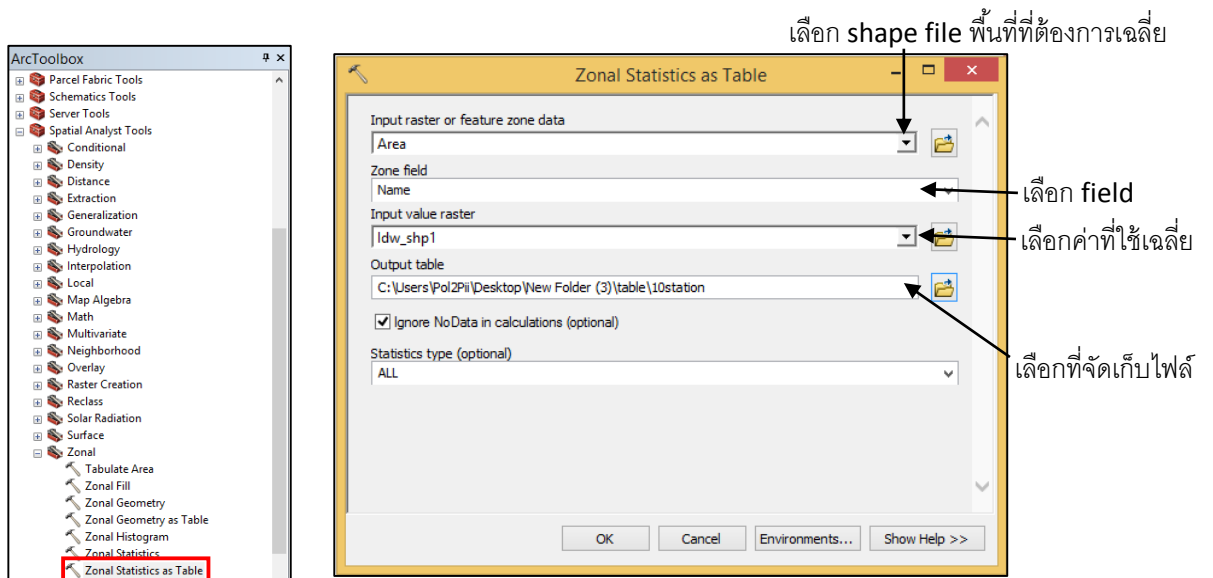 เลือก shape file พื้นที่ที่ต้องการเฉลี่ย
ArcToolbox
Parcel Fabric Tools
Schematics Tools
Server Tools
Spatial Analyst Tools
Conditional
Density
Distance
Extraction
Generalization
Groundwater
Hydrology
Interpolation
Local
Map Algebra
Math
Multivariate
Neighborhood
Overlay
Raster Creation
Reclass
Solar Radiation
Surface
Zonal
Tabulate Area
Zonal Fill
Zonal Geometry
Zonal Geometry as Table
Zonal Histogram
Zonal Statistics
Zonal Statistics as Table
Zonal Statistics as Table
Input raster or feature zone data
Area
Zone field
Name
เลือก field
Input value raster
Idw_shp1
เลือกค่าที่ใช้เฉลี่ย
Output table
C:\Users\Pol2Pii\Desktop\New Folder (3)\table\10station
Ignore NoData in calculations (optional)
Statistics type (optional)
ALL
เลือกที่จัดเก็บไฟล์
OK
Cancel
Environments...
Show Help >>